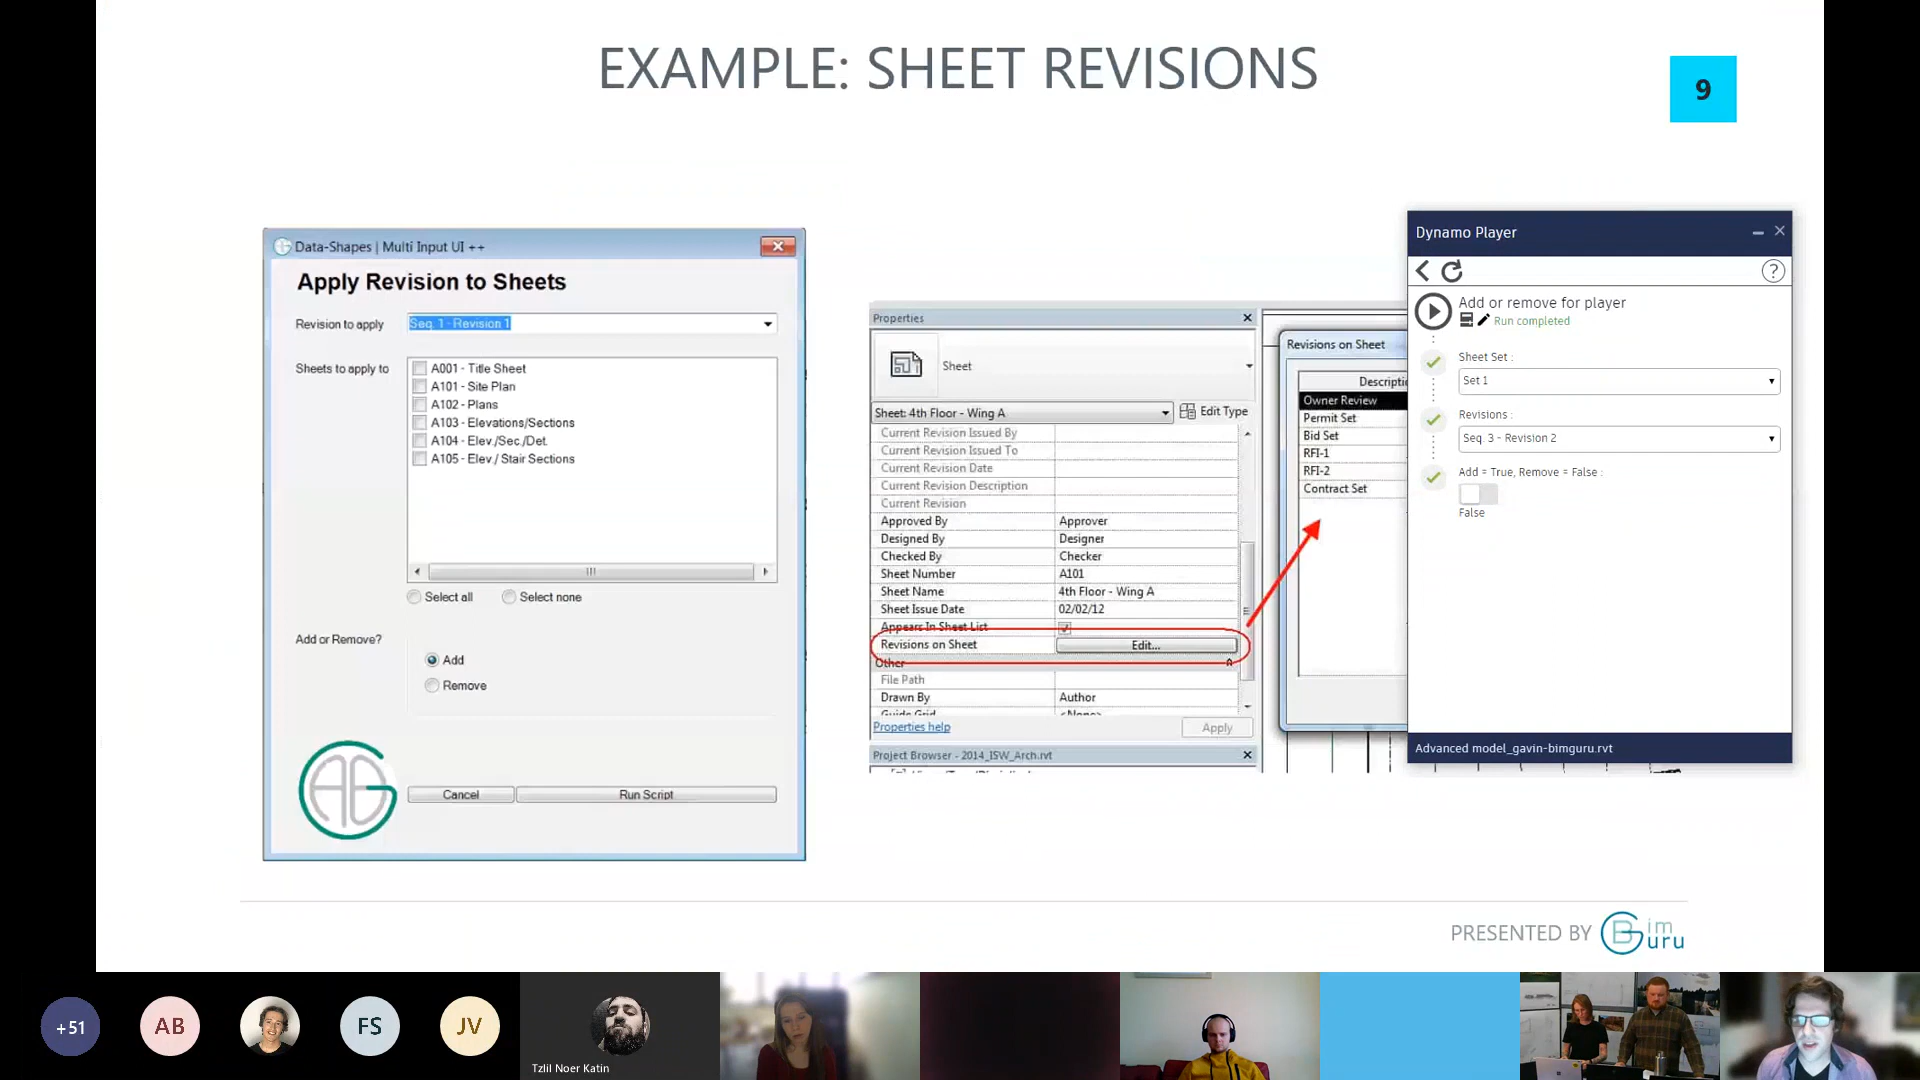 EXAMPLE: SHEET REVISIONS
9
Data-Shapes | Multi Input UI ++
Apply Revision to Sheets
Revision to apply
Seq. 1 - Revision 1
Sheets to apply to
A001 - Title Sheet
A101 - Site Plan
A102 - Plans
A103 - Elevations/Sections
A104 - Elev./Sec./Det.
A105 - Elev./ Stair Sections
Select all
Select none
Add or Remove?
Add
Remove
Cancel
Run Script
Properties
Sheet
Sheet: 4th Floor - Wing A
Edit Type
Current Revision Issued By
Current Revision Issued To
Current Revision Date
Current Revision Description
Current Revision
Approved By Approver
Designed By Designer
Checked By Checker
Sheet Number A101
Sheet Name 4th Floor - Wing A
Sheet Issue Date 02/02/12
Appears In Sheet List
Revisions on Sheet Edit...
Other
File Path
Drawn By Author
Guide Grid <None>
Properties help
Apply
Project Browser - 2014_ISW_Arch.rvt
Revisions on Sheet
Descriptio
Owner Review
Permit Set
Bid Set
RFI-1
RFI-2
Contract Set
Dynamo Player
Add or remove for player
Run completed
Sheet Set :
Set 1
Revisions :
Seq. 3 - Revision 2
Add = True, Remove = False :
False
Advanced model_gavin-bimguru.rvt
PRESENTED BY
Bim
Guru
+51
AB
FS
JV
Tzlil Noer Katin